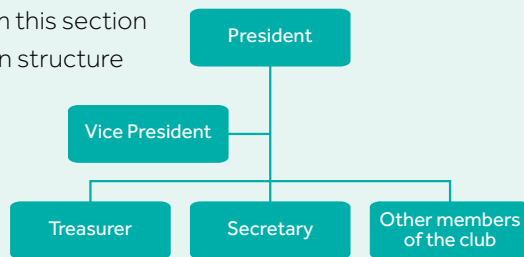 this section
n structure
President
Vice President
Treasurer
Secretary
Other members
of the club